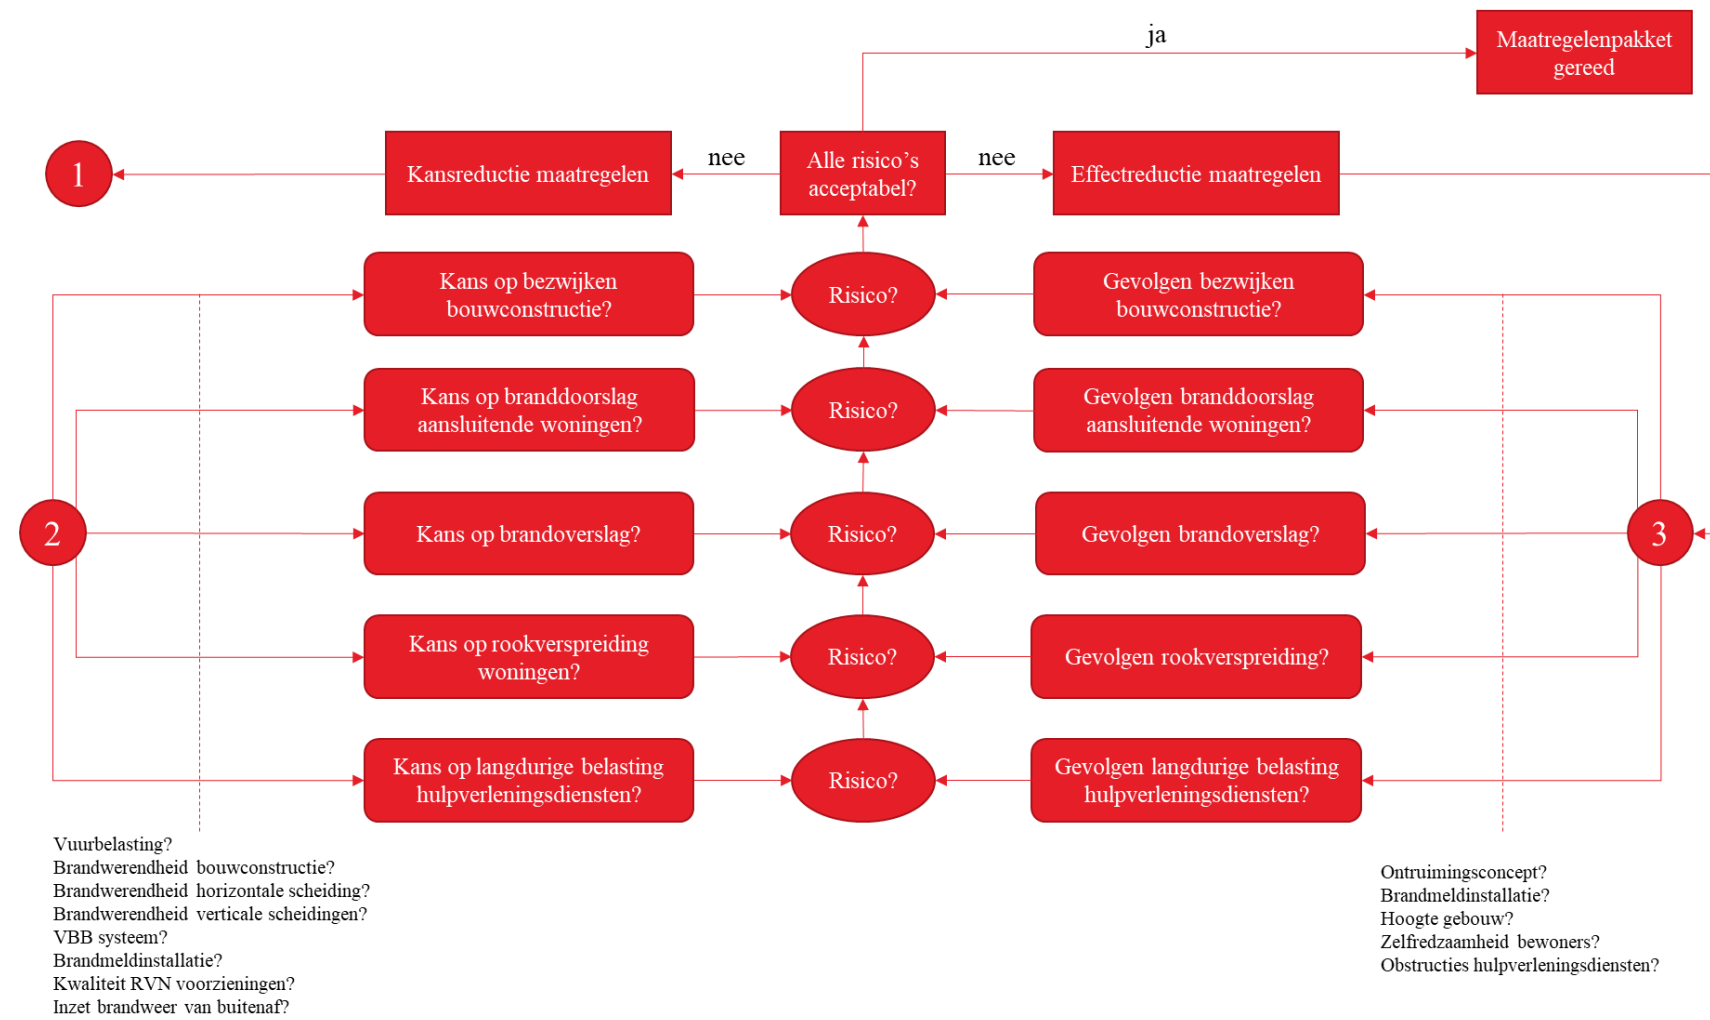 ja
Maatregelenpakket
gereed
1
Kansreductie maatregelen
nee
Alle risico’s
acceptabel?
nee
Effectreductie maatregelen
Kans op bezwijken
bouwconstructie?
Risico?
Gevolgen bezwijken
bouwconstructie?
Kans op branddoorslag
aansluitende woningen?
Risico?
Gevolgen branddoorslag
aansluitende woningen?
2
Kans op brandoverslag?
Risico?
Gevolgen brandoverslag?
3
Kans op rookverspreiding
woningen?
Risico?
Gevolgen rookverspreiding?
Kans op langdurige belasting
hulpverleningsdiensten?
Risico?
Gevolgen langdurige belasting
hulpverleningsdiensten?
Vuurbelasting?
Brandwerendheid bouwconstructie?
Brandwerendheid horizontale scheiding?
Brandwerendheid verticale scheidingen?
VBB systeem?
Brandmeldinstallatie?
Kwaliteit RVN voorzieningen?
Inzet brandweer van buitenaf?
Ontruimingsconcept?
Brandmeldinstallatie?
Hoogte gebouw?
Zelfredzaamheid bewoners?
Obstructies hulpverleningsdiensten?